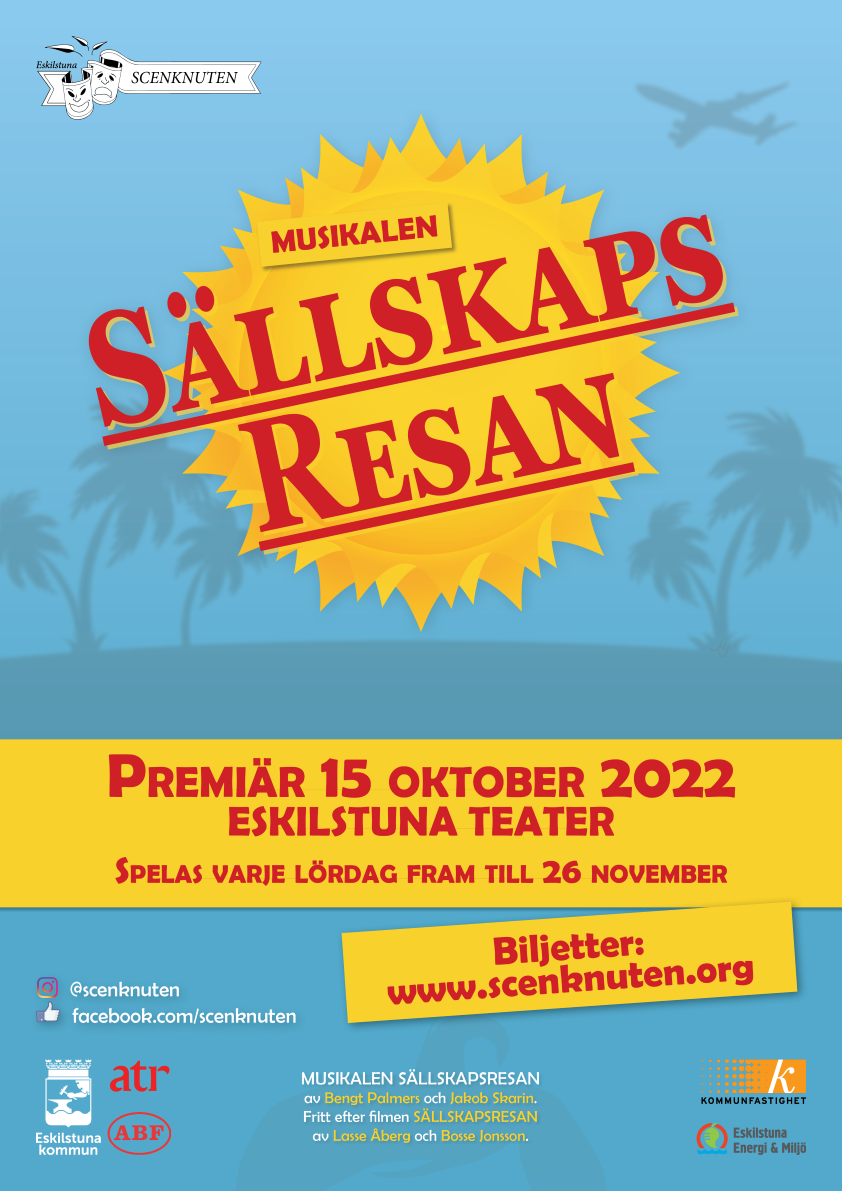 Eskilstuna
SCENKNUTEN
MUSIKALEN
SÄLLSKAPS
RESAN
PREMIÄR 15 OKTOBER 2022
ESKILSTUNA TEATER
SPELAS VARJE LÖRDAG FRAM TILL 26 NOVEMBER
Biljetter:
www.scenknuten.org
@scenknuten
facebook.com/scenknuten
Eskilstuna
kommun
atr
ABF
MUSIKALEN SÄLLSKAPSRESAN
av Bengt Palmers och Jakob Skarin.
Fritt efter filmen SÄLLSKAPSRESAN
av Lasse Åberg och Bosse Jonsson.
k
KOMMUNFASTIGHET
Eskilstuna
Energi & Miljö